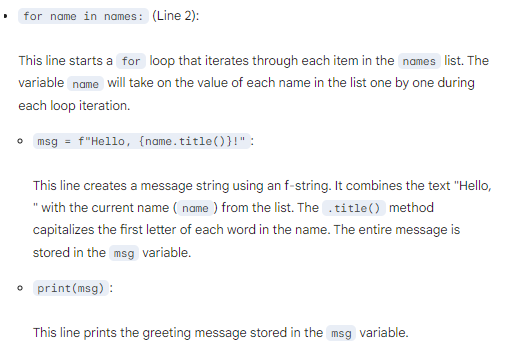 for name in names: (Line 2):
This line starts a for loop that iterates through each item in the names list. The
variable name will take on the value of each name in the list one by one during
each loop iteration.
msg = f"Hello, {name.title()}!" :
This line creates a message string using an f-string. It combines the text "Hello,
" with the current name ( name ) from the list. The .title() method
capitalizes the first letter of each word in the name. The entire message is
stored in the msg variable.
print(msg) :
This line prints the greeting message stored in the msg variable.